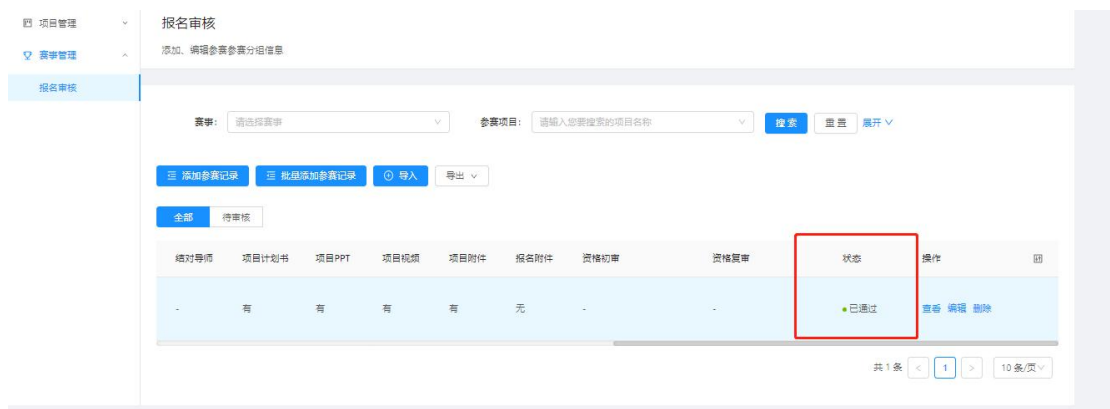 项目管理
赛事管理
报名审核
报名审核
添加、编辑参赛参赛分组信息
赛事: 请选择赛事 参赛项目: 请输入您要搜索的项目名称 搜索 重置 展开
添加参赛记录 批量添加参赛记录 导入 导出
全部 待审核
结对导师 项目计划书 项目PPT 项目视频 项目附件 报名附件 资格初审 资格复审 状态 操作
- 有 有 有 有 无 - - 已通过 查看 编辑 删除
共1条 < 1 > 10条/页